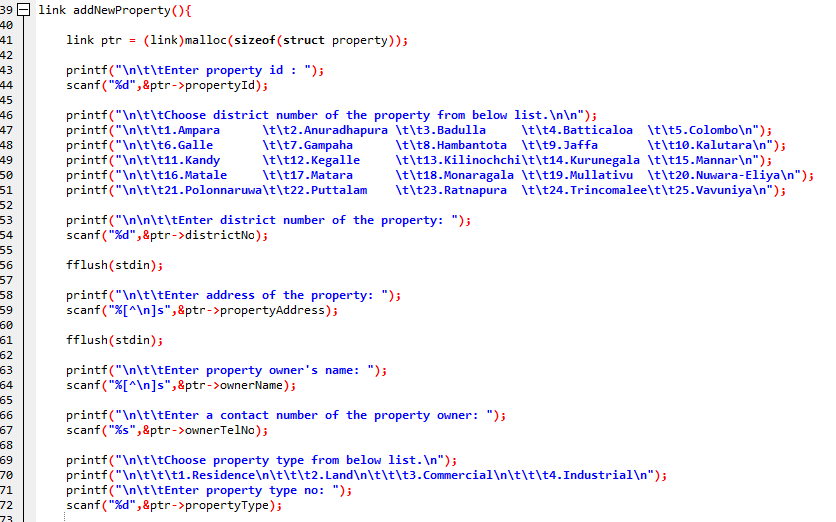 39 link addNewProperty(){
40
41 link ptr = (link)malloc(sizeof(struct property));
42
43 printf("\n\t\tEnter property id : ");
44 scanf("%d",&ptr->propertyId);
45
46 printf("\n\t\tChoose district number of the property from below list.\n\n");
47 printf("\n\t\t1.Ampara      \t\t2.Anuradhapura \t\t3.Badulla     \t\t4.Batticaloa  \t\t5.Colombo\n");
48 printf("\n\t\t6.Galle       \t\t7.Gampaha      \t\t8.Hambantota  \t\t9.Jaffa       \t\t10.Kalutara\n");
49 printf("\n\t\t11.Kandy      \t\t12.Kegalle     \t\t13.Kilinochchi\t\t14.Kurunegala \t\t15.Mannar\n");
50 printf("\n\t\t16.Matale     \t\t17.Matara      \t\t18.Monaragala \t\t19.Mullativu  \t\t20.Nuwara-Eliya\n");
51 printf("\n\t\t21.Polonnaruwa\t\t22.Puttalam    \t\t23.Ratnapura  \t\t24.Trincomalee\t\t25.Vavuniya\n");
52
53 printf("\n\n\t\tEnter district number of the property: ");
54 scanf("%d",&ptr->districtNo);
55
56 fflush(stdin);
57
58 printf("\n\t\tEnter address of the property: ");
59 scanf("%[^\n]s",&ptr->propertyAddress);
60
61 fflush(stdin);
62
63 printf("\n\t\tEnter property owner's name: ");
64 scanf("%[^\n]s",&ptr->ownerName);
65
66 printf("\n\t\tEnter a contact number of the property owner: ");
67 scanf("%s",&ptr->ownerTelNo);
68
69 printf("\n\t\tChoose property type from below list.\n");
70 printf("\n\t\t\t1.Residence\n\t\t\t2.Land\n\t\t\t3.Commercial\n\t\t\t4.Industrial\n");
71 printf("\n\t\tEnter property type no: ");
72 scanf("%d",&ptr->propertyType);
73